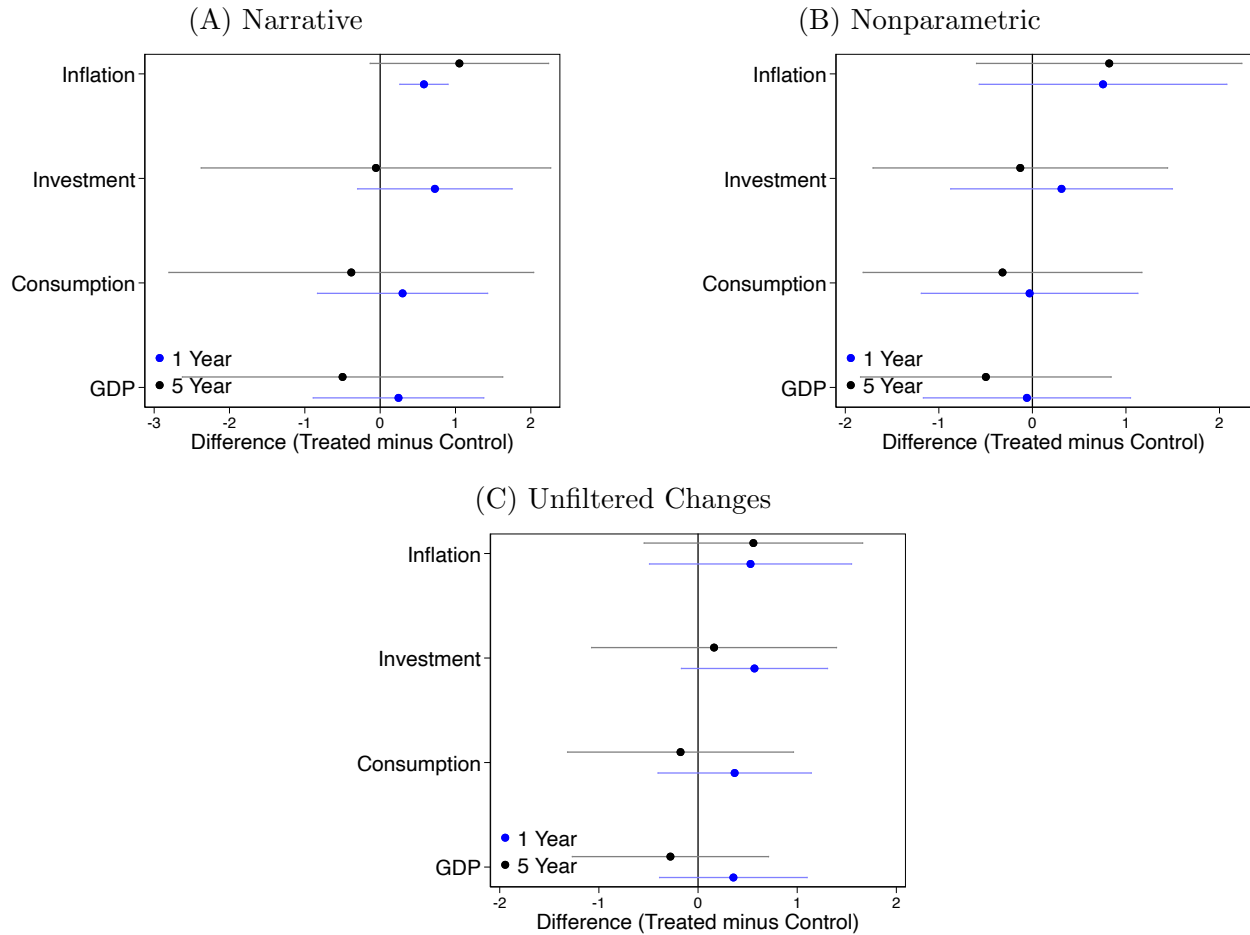 (A) Narrative
Inflation
Investment
Consumption
GDP
1 Year
5 Year
-3 -2 -1 0 1 2
Difference (Treated minus Control)
(B) Nonparametric
Inflation
Investment
Consumption
GDP
1 Year
5 Year
-2 -1 0 1 2
Difference (Treated minus Control)
(C) Unfiltered Changes
Inflation
Investment
Consumption
GDP
1 Year
5 Year
-2 -1 0 1 2
Difference (Treated minus Control)